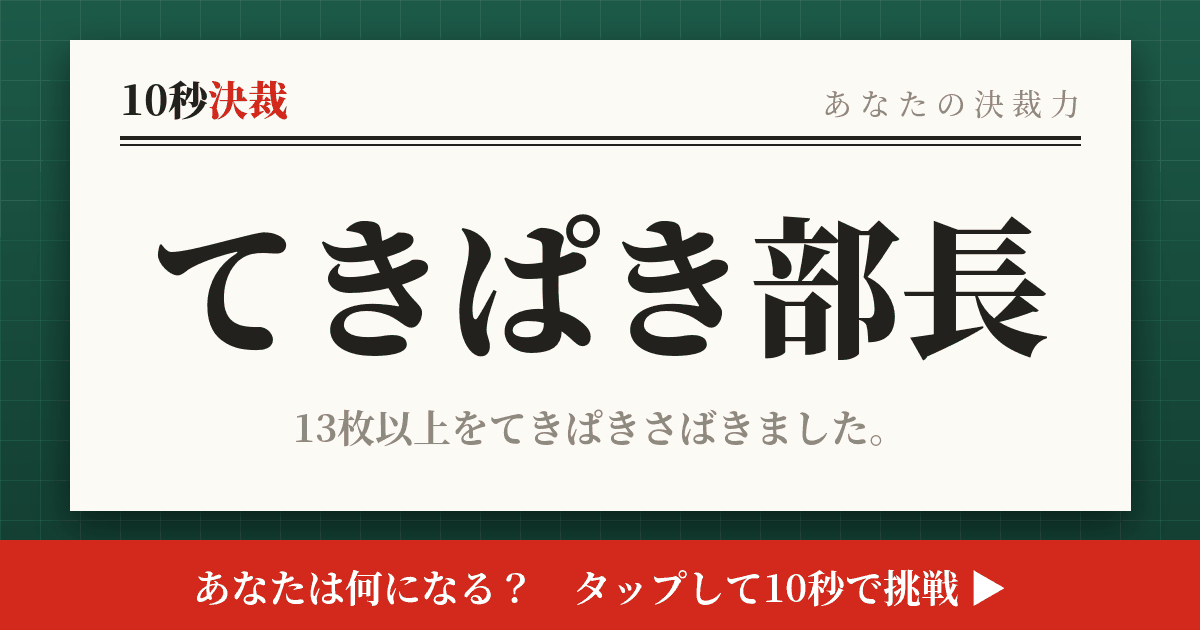 10秒決裁
あなたの決裁力
てきぱき部長
13枚以上をてきぱきさばきました。
あなたは何になる？　タップして10秒で挑戦 ▶